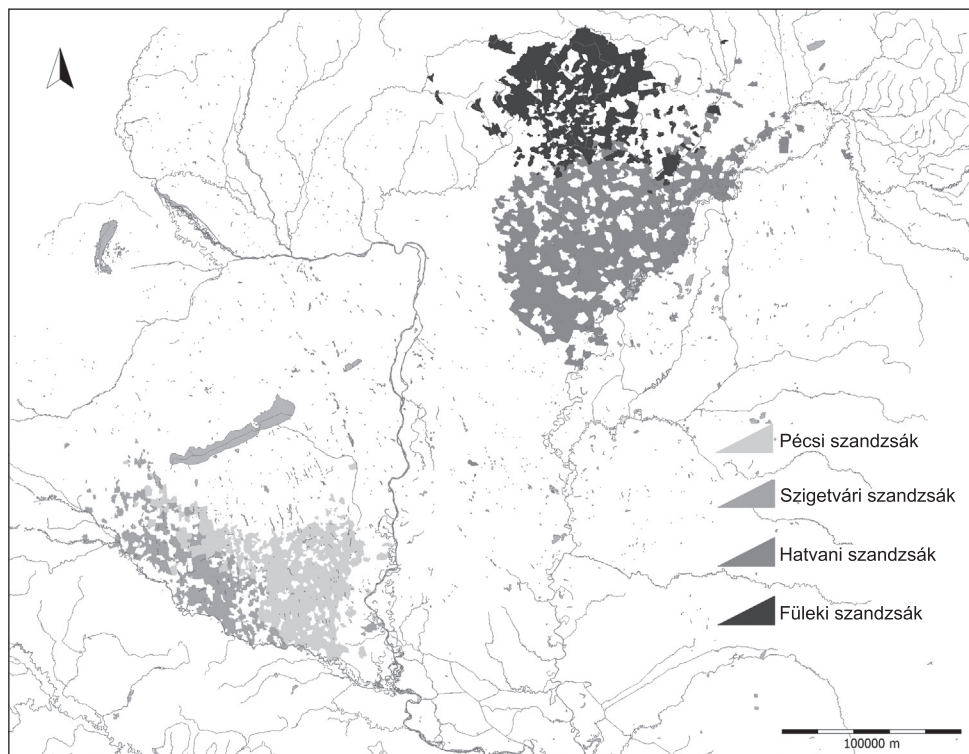 Pécsi szandzsák
Szigetvári szandzsák
Hatvani szandzsák
Füleki szandzsák
100000 m